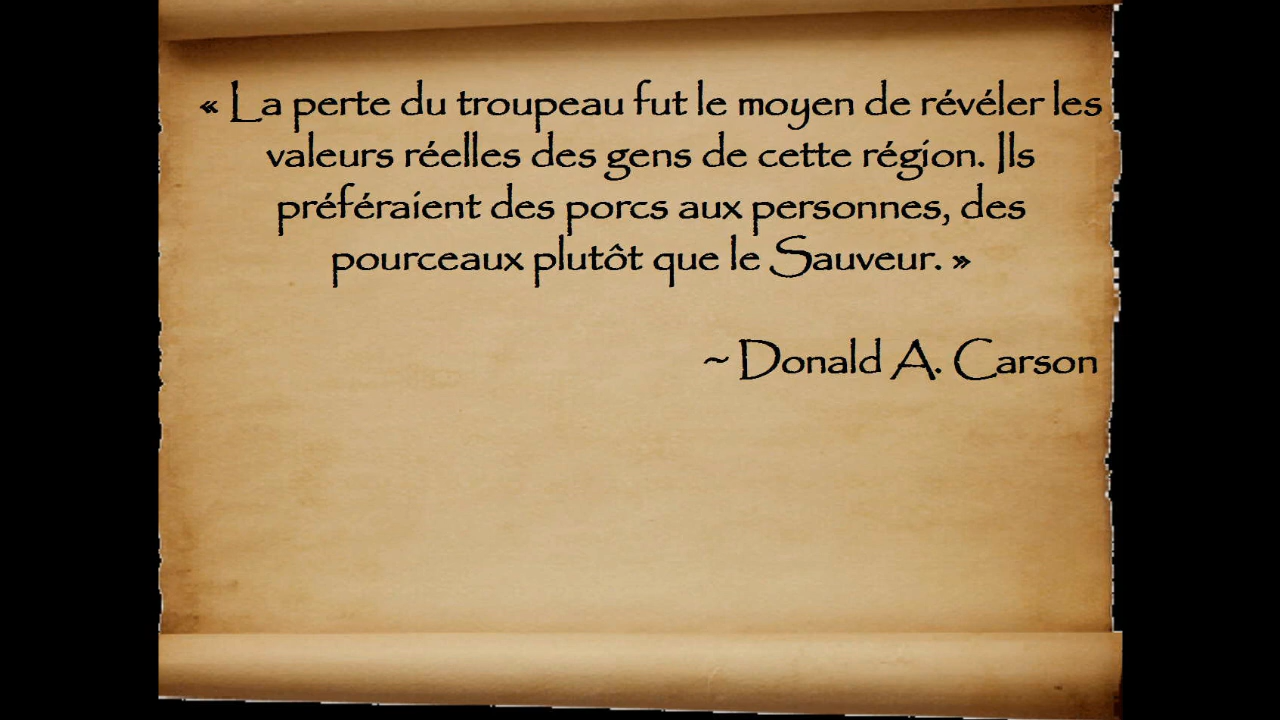 « La perte du troupeau fut le moyen de révéler les
valeurs réelles des gens de cette région. Ils
préféraient des porcs aux personnes, des
pourceaux plutôt que le Sauveur. »
~ Donald A. Carson